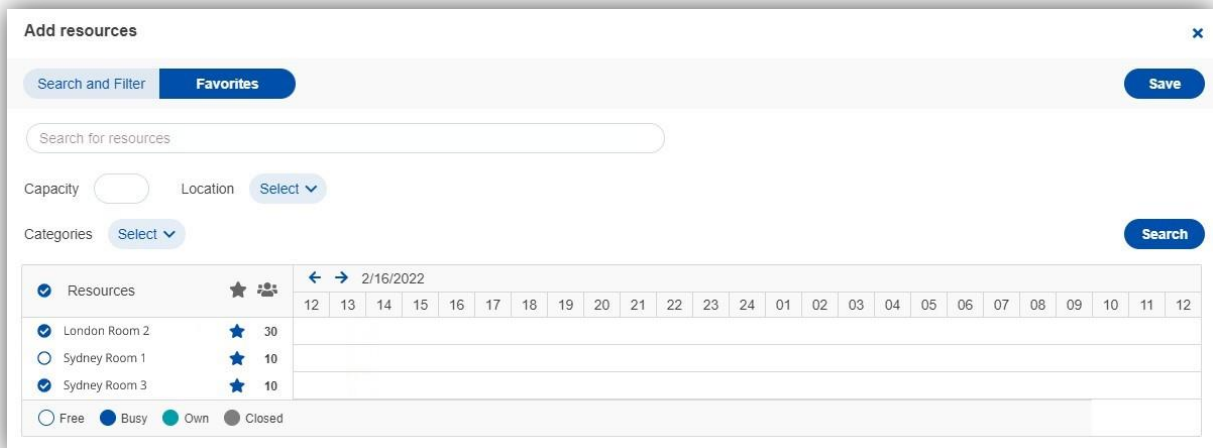 Add resources
Search and Filter Favorites Save
Search for resources
Capacity Location Select
Categories Select Search
Resources 2/16/2022
12 13 14 15 16 17 18 19 20 21 22 23 24 01 02 03 04 05 06 07 08 09 10 11 12
London Room 2 30
Sydney Room 1 10
Sydney Room 3 10
Free Busy Own Closed